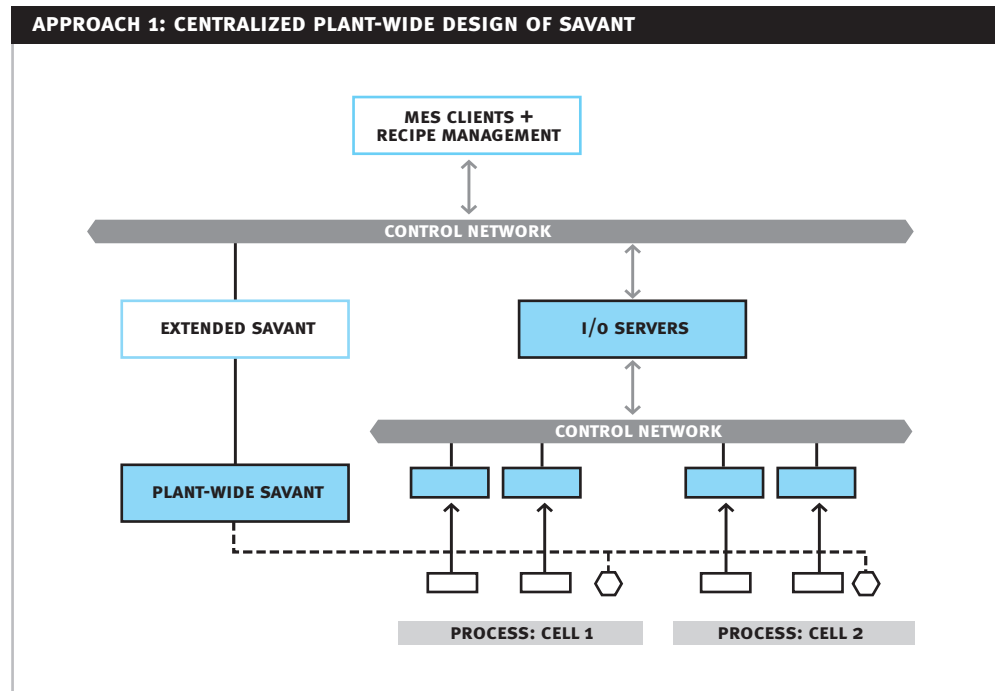 APPROACH 1: CENTRALIZED PLANT-WIDE DESIGN OF SAVANT
MES CLIENTS +
RECIPE MANAGEMENT
CONTROL NETWORK
EXTENDED SAVANT
I/O SERVERS
CONTROL NETWORK
PLANT-WIDE SAVANT
PROCESS: CELL 1
PROCESS: CELL 2